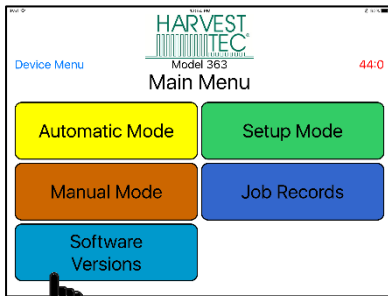 HARVEST
TEC
Device Menu
Model 363
44:0
Main Menu
Automatic Mode
Setup Mode
Manual Mode
Job Records
Software
Versions